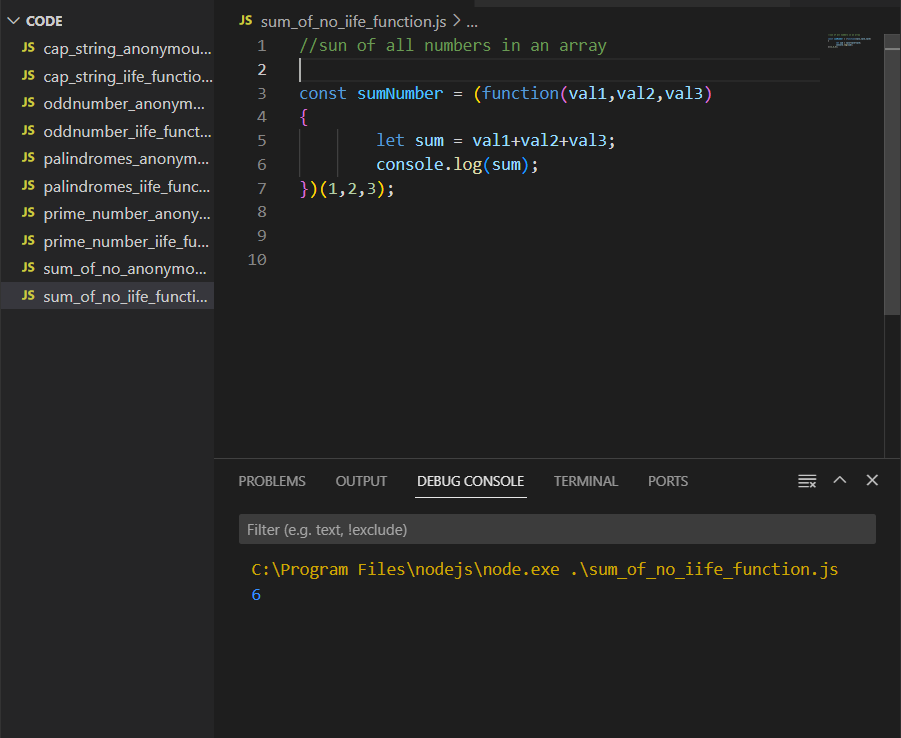 CODE
JS cap_string_anonymou...
JS cap_string_iife_functio...
JS oddnumber_anonym...
JS oddnumber_iife_funct...
JS palindromes_anonym...
JS palindromes_iife_func...
JS prime_number_anony...
JS prime_number_iife_fu...
JS sum_of_no_anonymo...
JS sum_of_no_iife_functi...
JS sum_of_no_iife_function.js > ...
1 //sun of all numbers in an array
2
3 const sumNumber = (function(val1,val2,val3)
4 {
5 let sum = val1+val2+val3;
6 console.log(sum);
7 })(1,2,3);
8
9
10
PROBLEMS OUTPUT DEBUG CONSOLE TERMINAL PORTS
Filter (e.g. text, !exclude)
C:\Program Files\nodejs\node.exe .\sum_of_no_iife_function.js
6